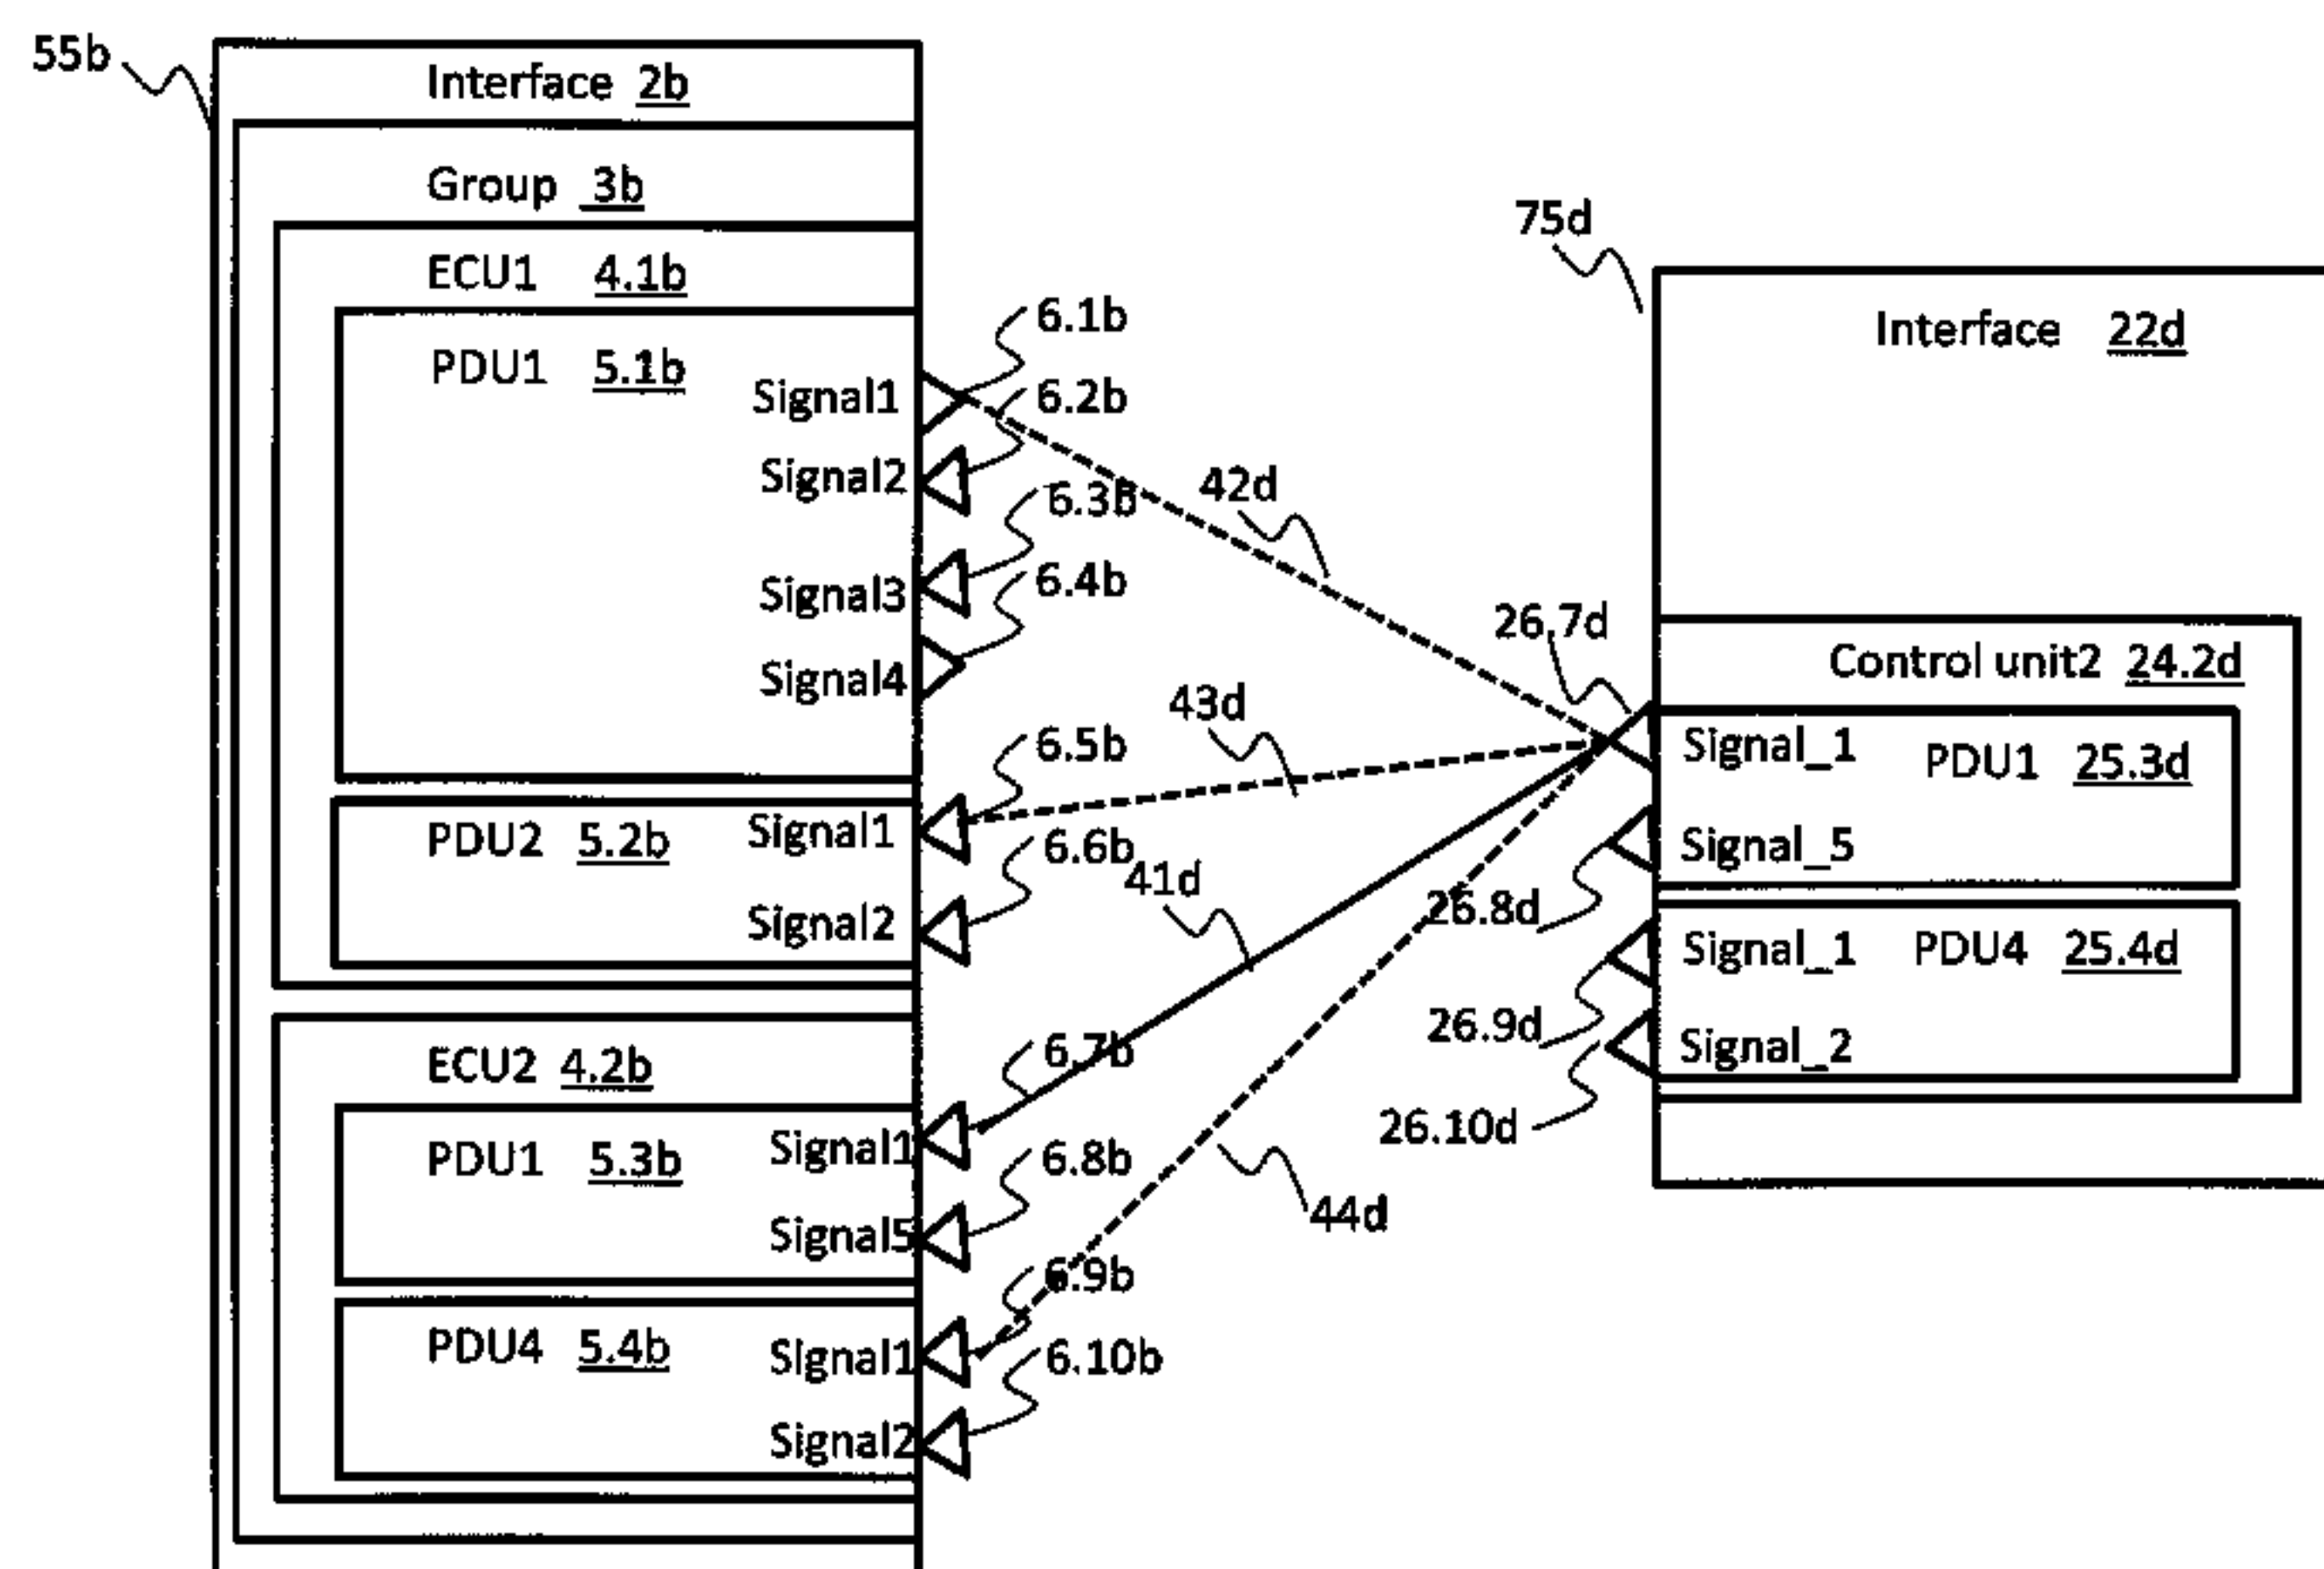 55b
Interface 2b
Group 3b
75d
ECU1 4.1b
6.1b
Interface 22d
PDU1 5.1b
Signal1
6.2b
Signal2
6.3b
42d
Signal3
6.4b
26.7d
Control unit2 24.2d
Signal4
43d
6.5b
Signal_1 PDU1 25.3d
PDU2 5.2b Signal1
6.6b
Signal_5
41d
26.8d
Signal2
Signal_1 PDU4 25.4d
26.9d
ECU2 4.2b
6.7b
Signal_2
26.10d
PDU1 5.3b Signal1
6.8b
44d
Signal5
6.9b
PDU4 5.4b Signal1
6.10b
Signal2